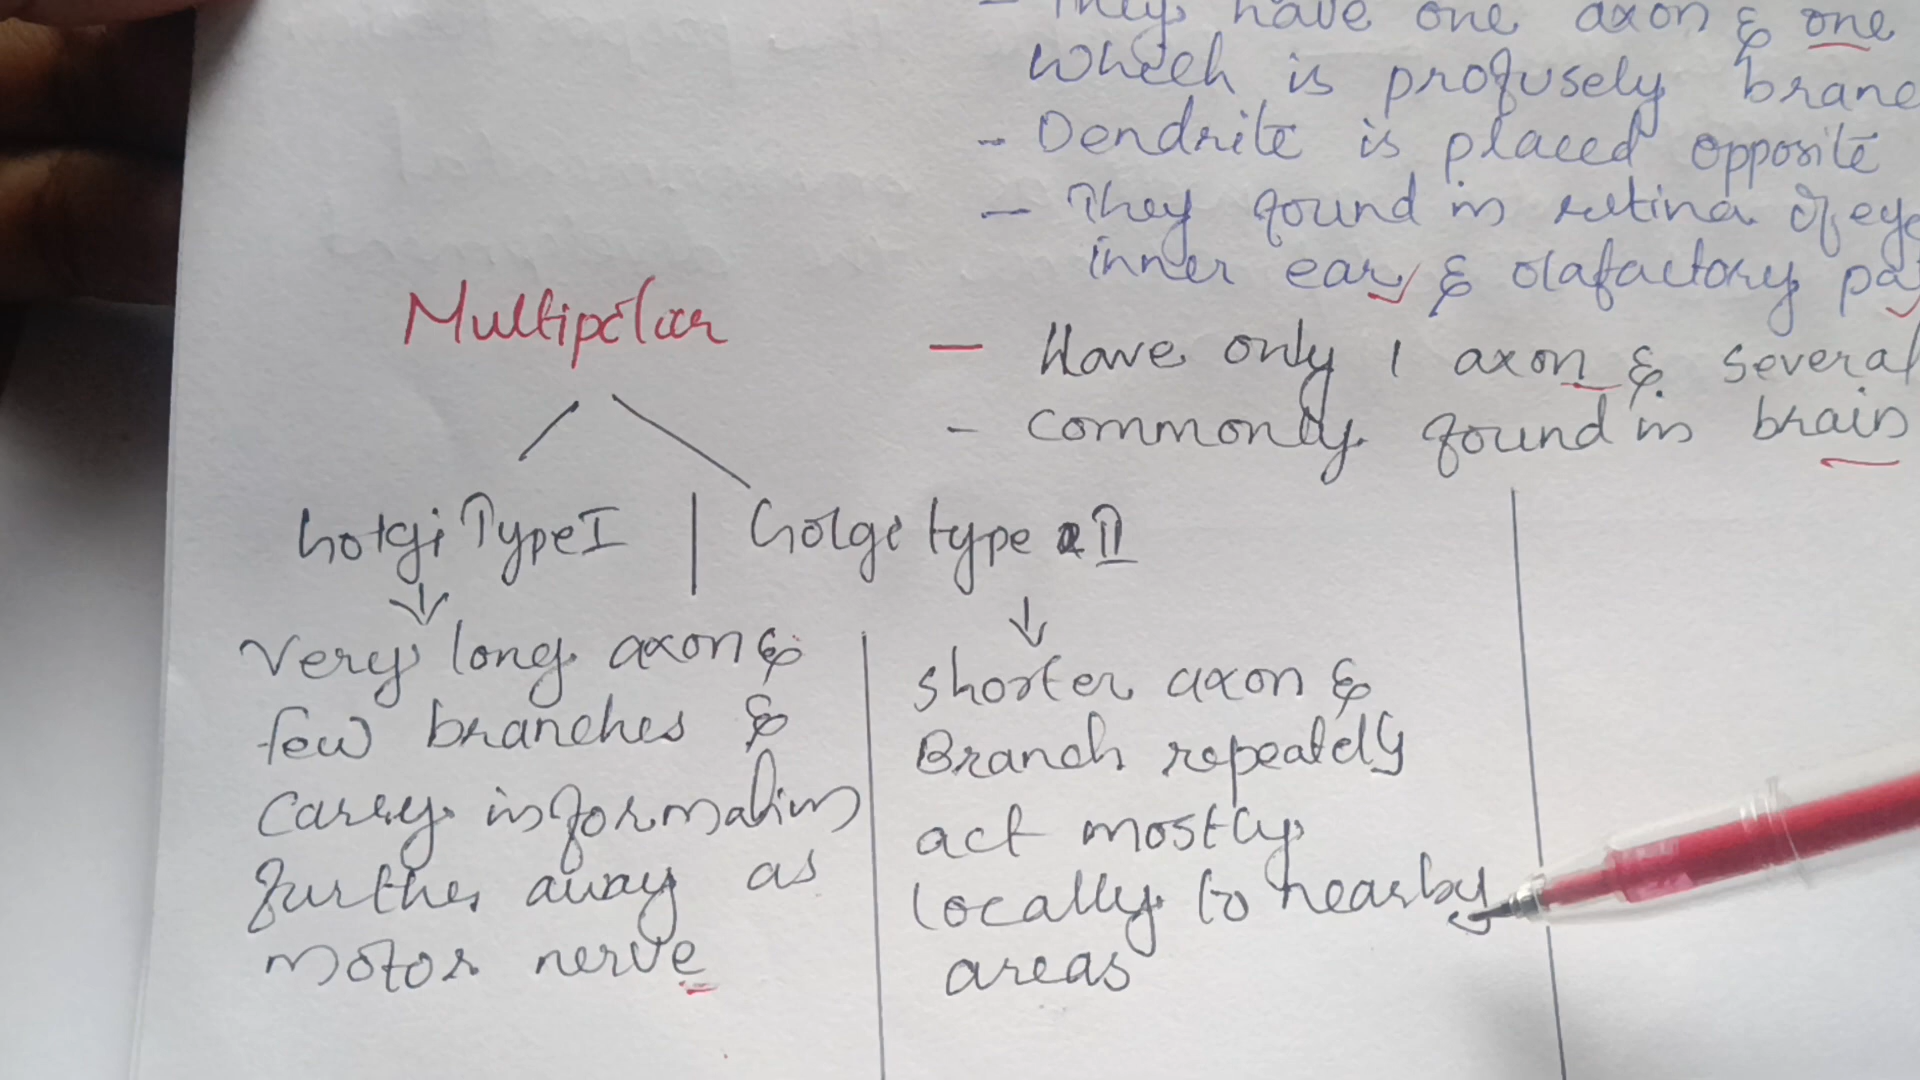 - They have one axon & one
which is profusely branc
- Dendrite is placed opposite
- They found in retina of eye
inner ear & olafactory pa
Multipolar
- Have only 1 axon & several
- commonly found in brain
Golgi Type I | Golgi type II
Very long axon &
few branches &
carry information
further away as
motor nerve
shorter axon &
Branch repeatdly
act mostly
locally to nearby
areas